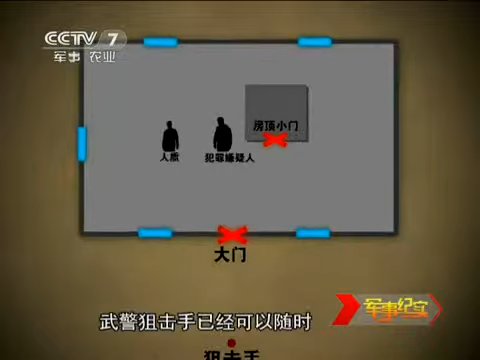 CCTV 7
军事 农业
房顶小门
人质
犯罪嫌疑人
大门
军事纪实
武警狙击手已经可以随时
狙击手